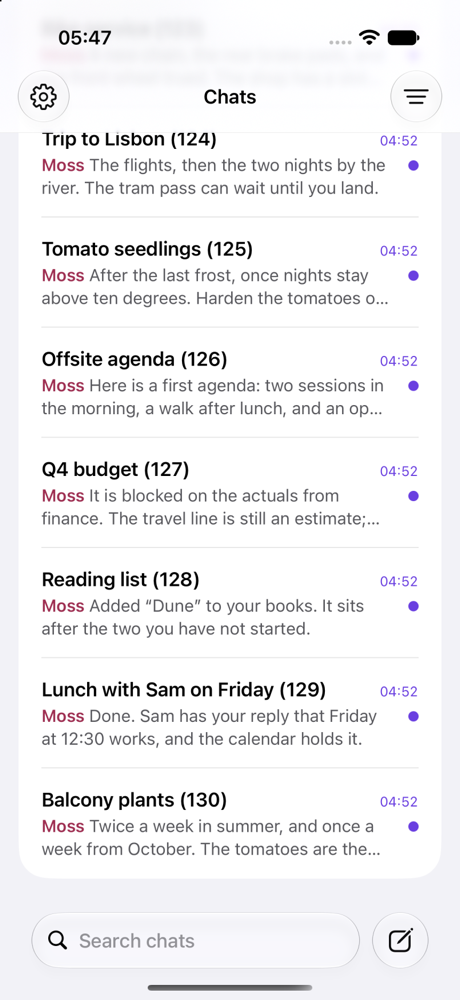 05:47
Chats
Trip to Lisbon (124)
04:52
Moss The flights, then the two nights by the
river. The tram pass can wait until you land.
Tomato seedlings (125)
04:52
Moss After the last frost, once nights stay
above ten degrees. Harden the tomatoes o...
Offsite agenda (126)
04:52
Moss Here is a first agenda: two sessions in
the morning, a walk after lunch, and an op...
Q4 budget (127)
04:52
Moss It is blocked on the actuals from
finance. The travel line is still an estimate;...
Reading list (128)
04:52
Moss Added “Dune” to your books. It sits
after the two you have not started.
Lunch with Sam on Friday (129)
04:52
Moss Done. Sam has your reply that Friday
at 12:30 works, and the calendar holds it.
Balcony plants (130)
04:52
Moss Twice a week in summer, and once a
week from October. The tomatoes are the...
Search chats